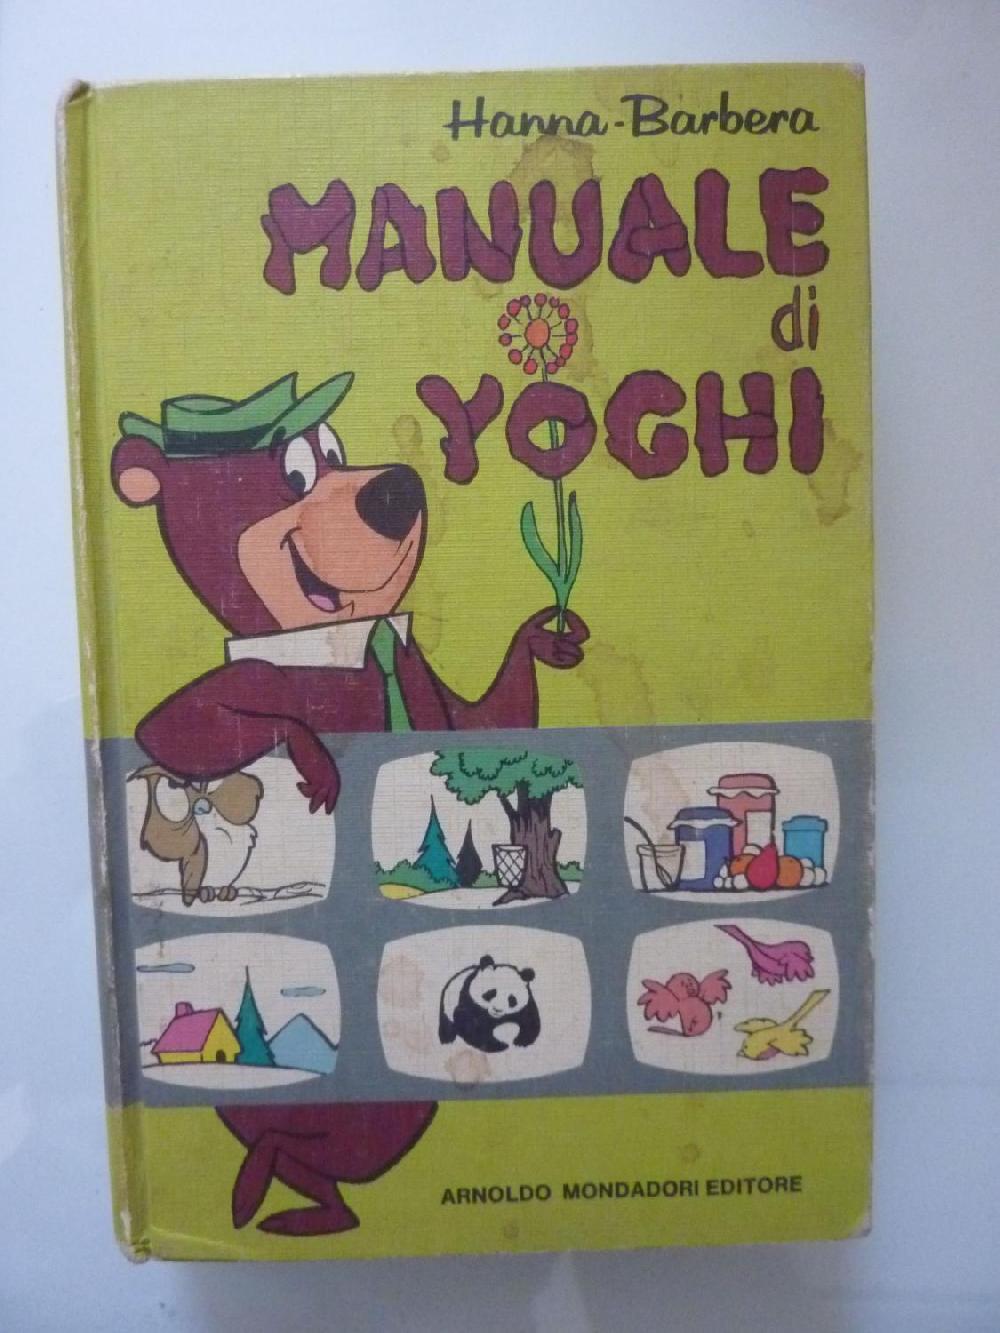 Hanna-Barbera
MANUALE
di
YOGHI
ARNOLDO MONDADORI EDITORE